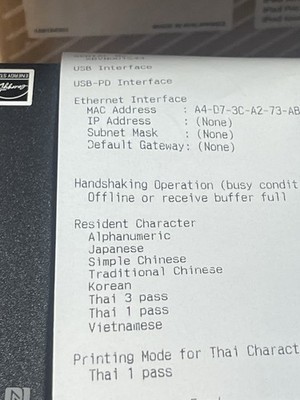 USB Interface
USB-PD Interface
Ethernet Interface
MAC Address : A4-D7-3C-A2-73-AB
IP Address : (None)
Subnet Mask : (None)
Default Gateway: (None)
Handshaking Operation (busy condit
Offline or receive buffer full
Resident Character
Alphanumeric
Japanese
Simple Chinese
Traditional Chinese
Korean
Thai 3 pass
Thai 1 pass
Vietnamese
Printing Mode for Thai Charact
Thai 1 pass